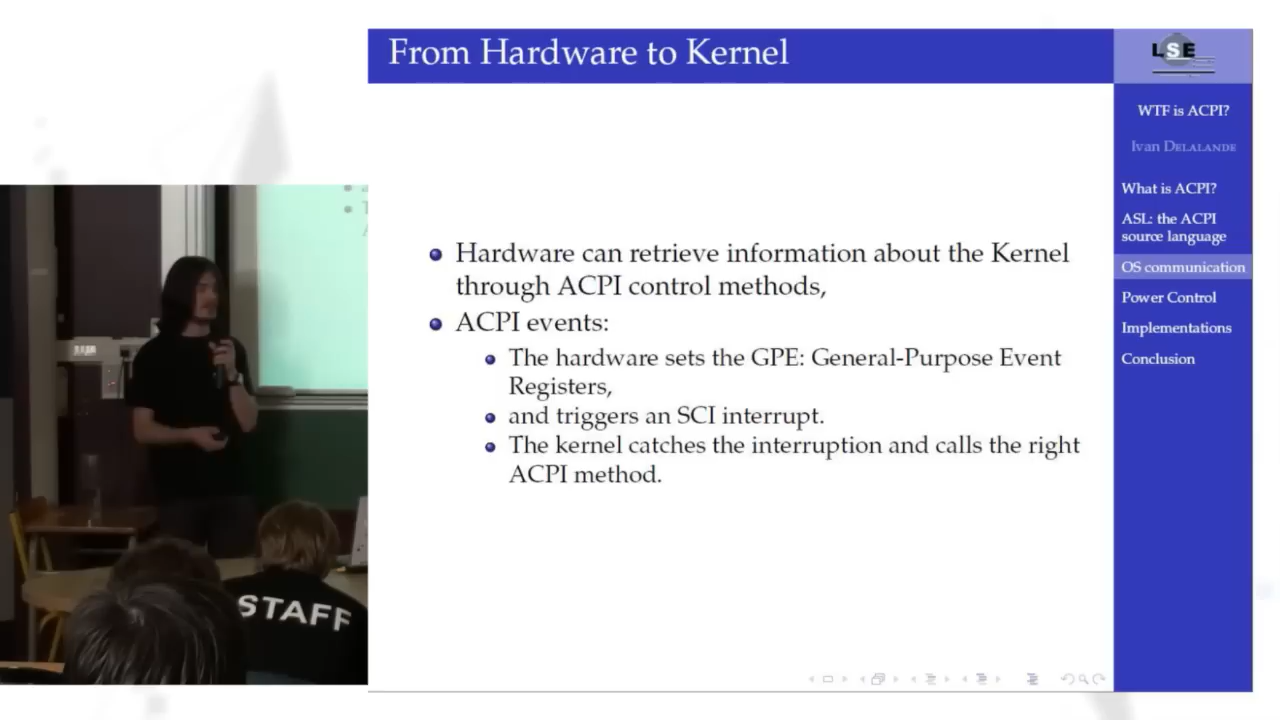 From Hardware to Kernel
LSE
WTF is ACPI?
Ivan DELALANDE
What is ACPI?
ASL: the ACPI
source language
OS communication
Power Control
Implementations
Conclusion
Hardware can retrieve information about the Kernel
through ACPI control methods,
ACPI events:
The hardware sets the GPE: General-Purpose Event
Registers,
and triggers an SCI interrupt.
The kernel catches the interruption and calls the right
ACPI method.
STAFF